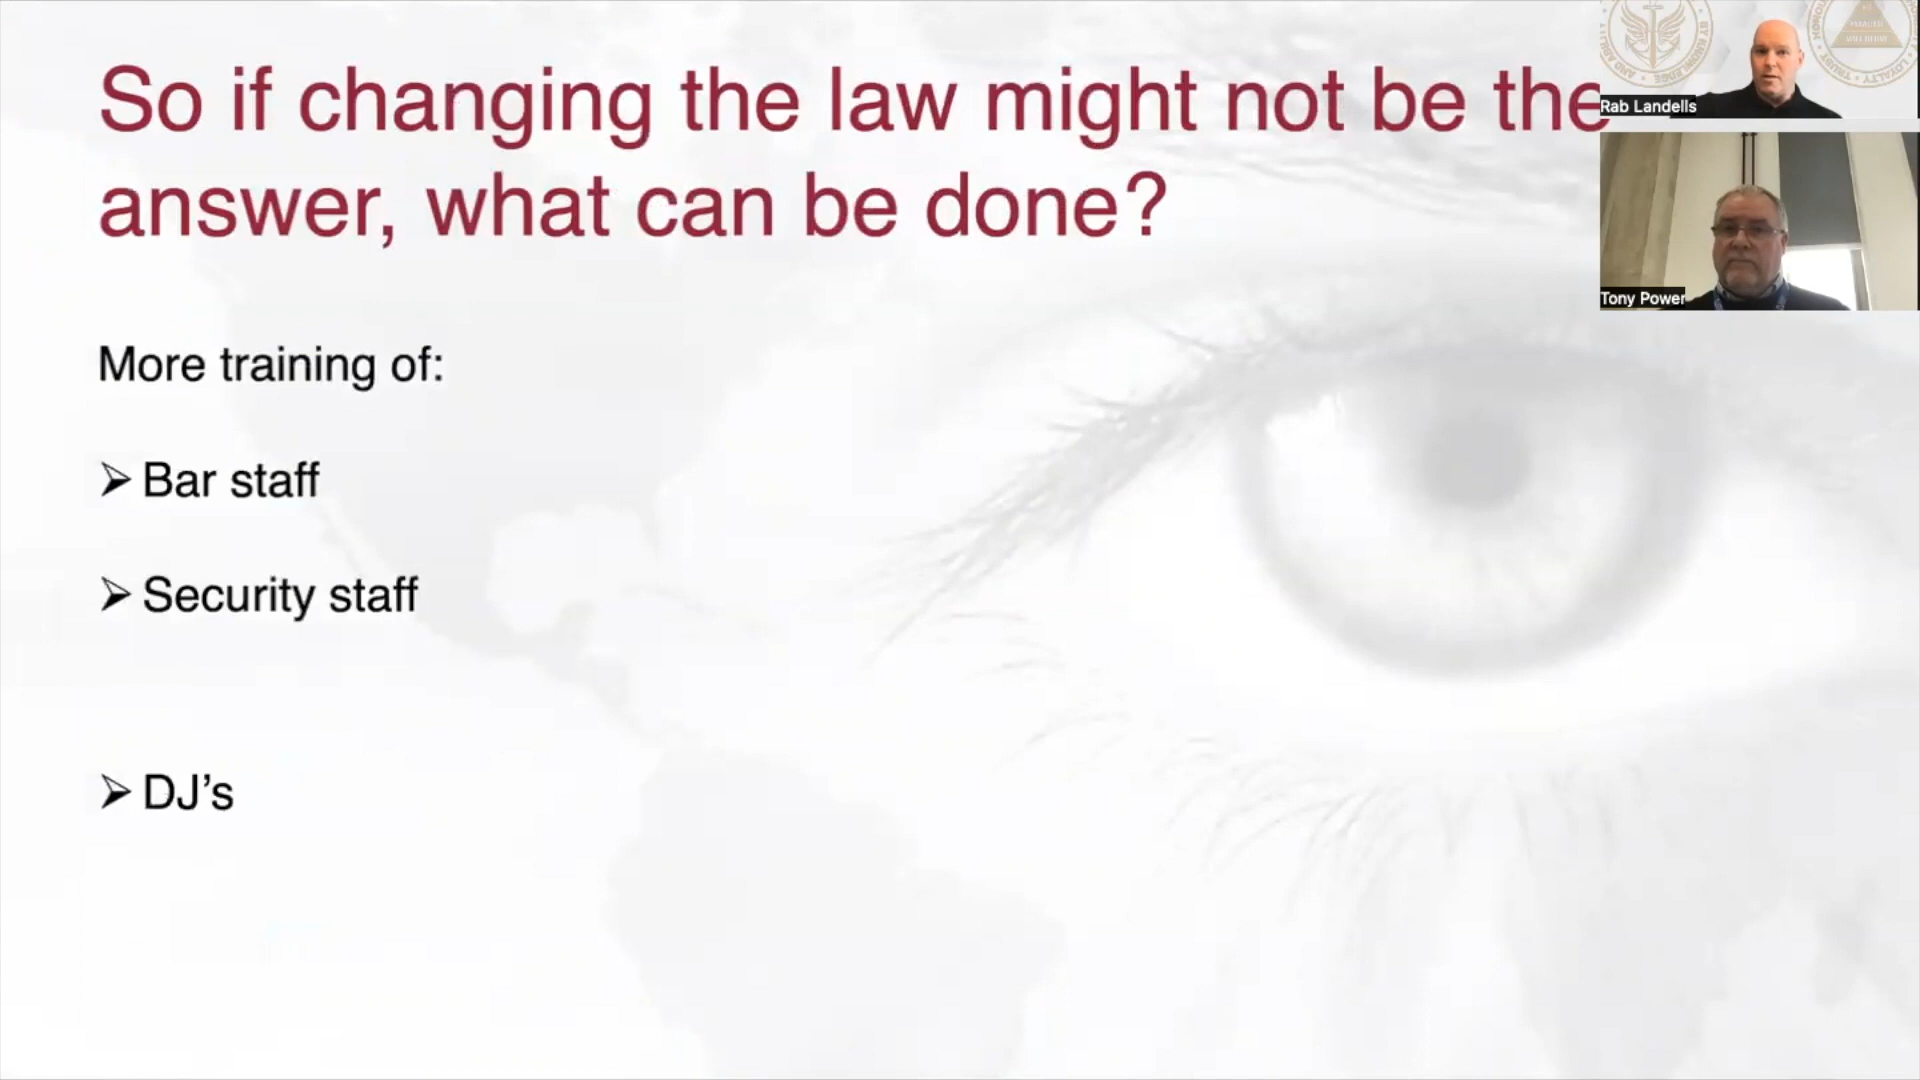 So if changing the law might not be the
answer, what can be done?
More training of:
➢ Bar staff
➢ Security staff
➢ DJ’s
Rab Landells
Tony Power